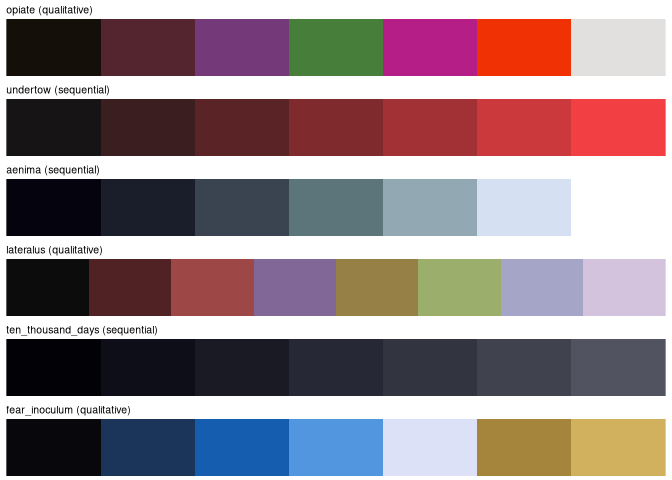 opiate (qualitative)
undertow (sequential)
aenima (sequential)
lateralus (qualitative)
ten_thousand_days (sequential)
fear_inoculum (qualitative)